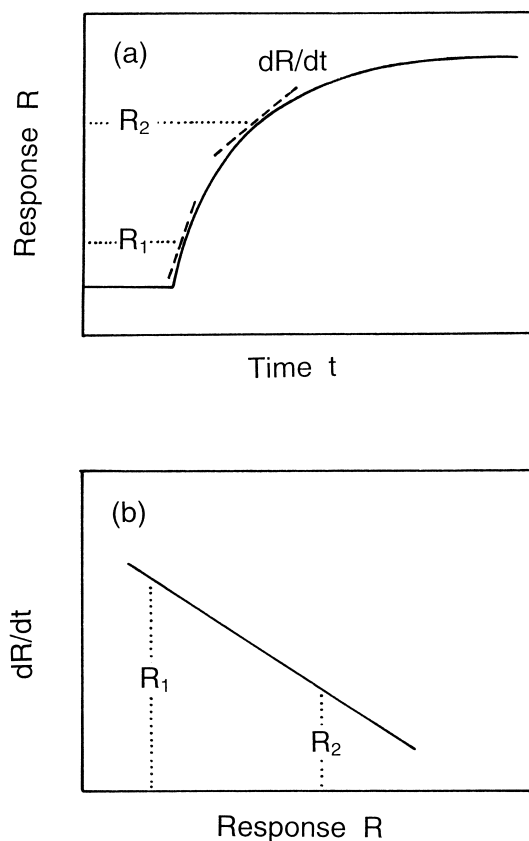 (a)
dR/dt
R₂
R₁
Response R
Time t
(b)
R₁
R₂
dR/dt
Response R